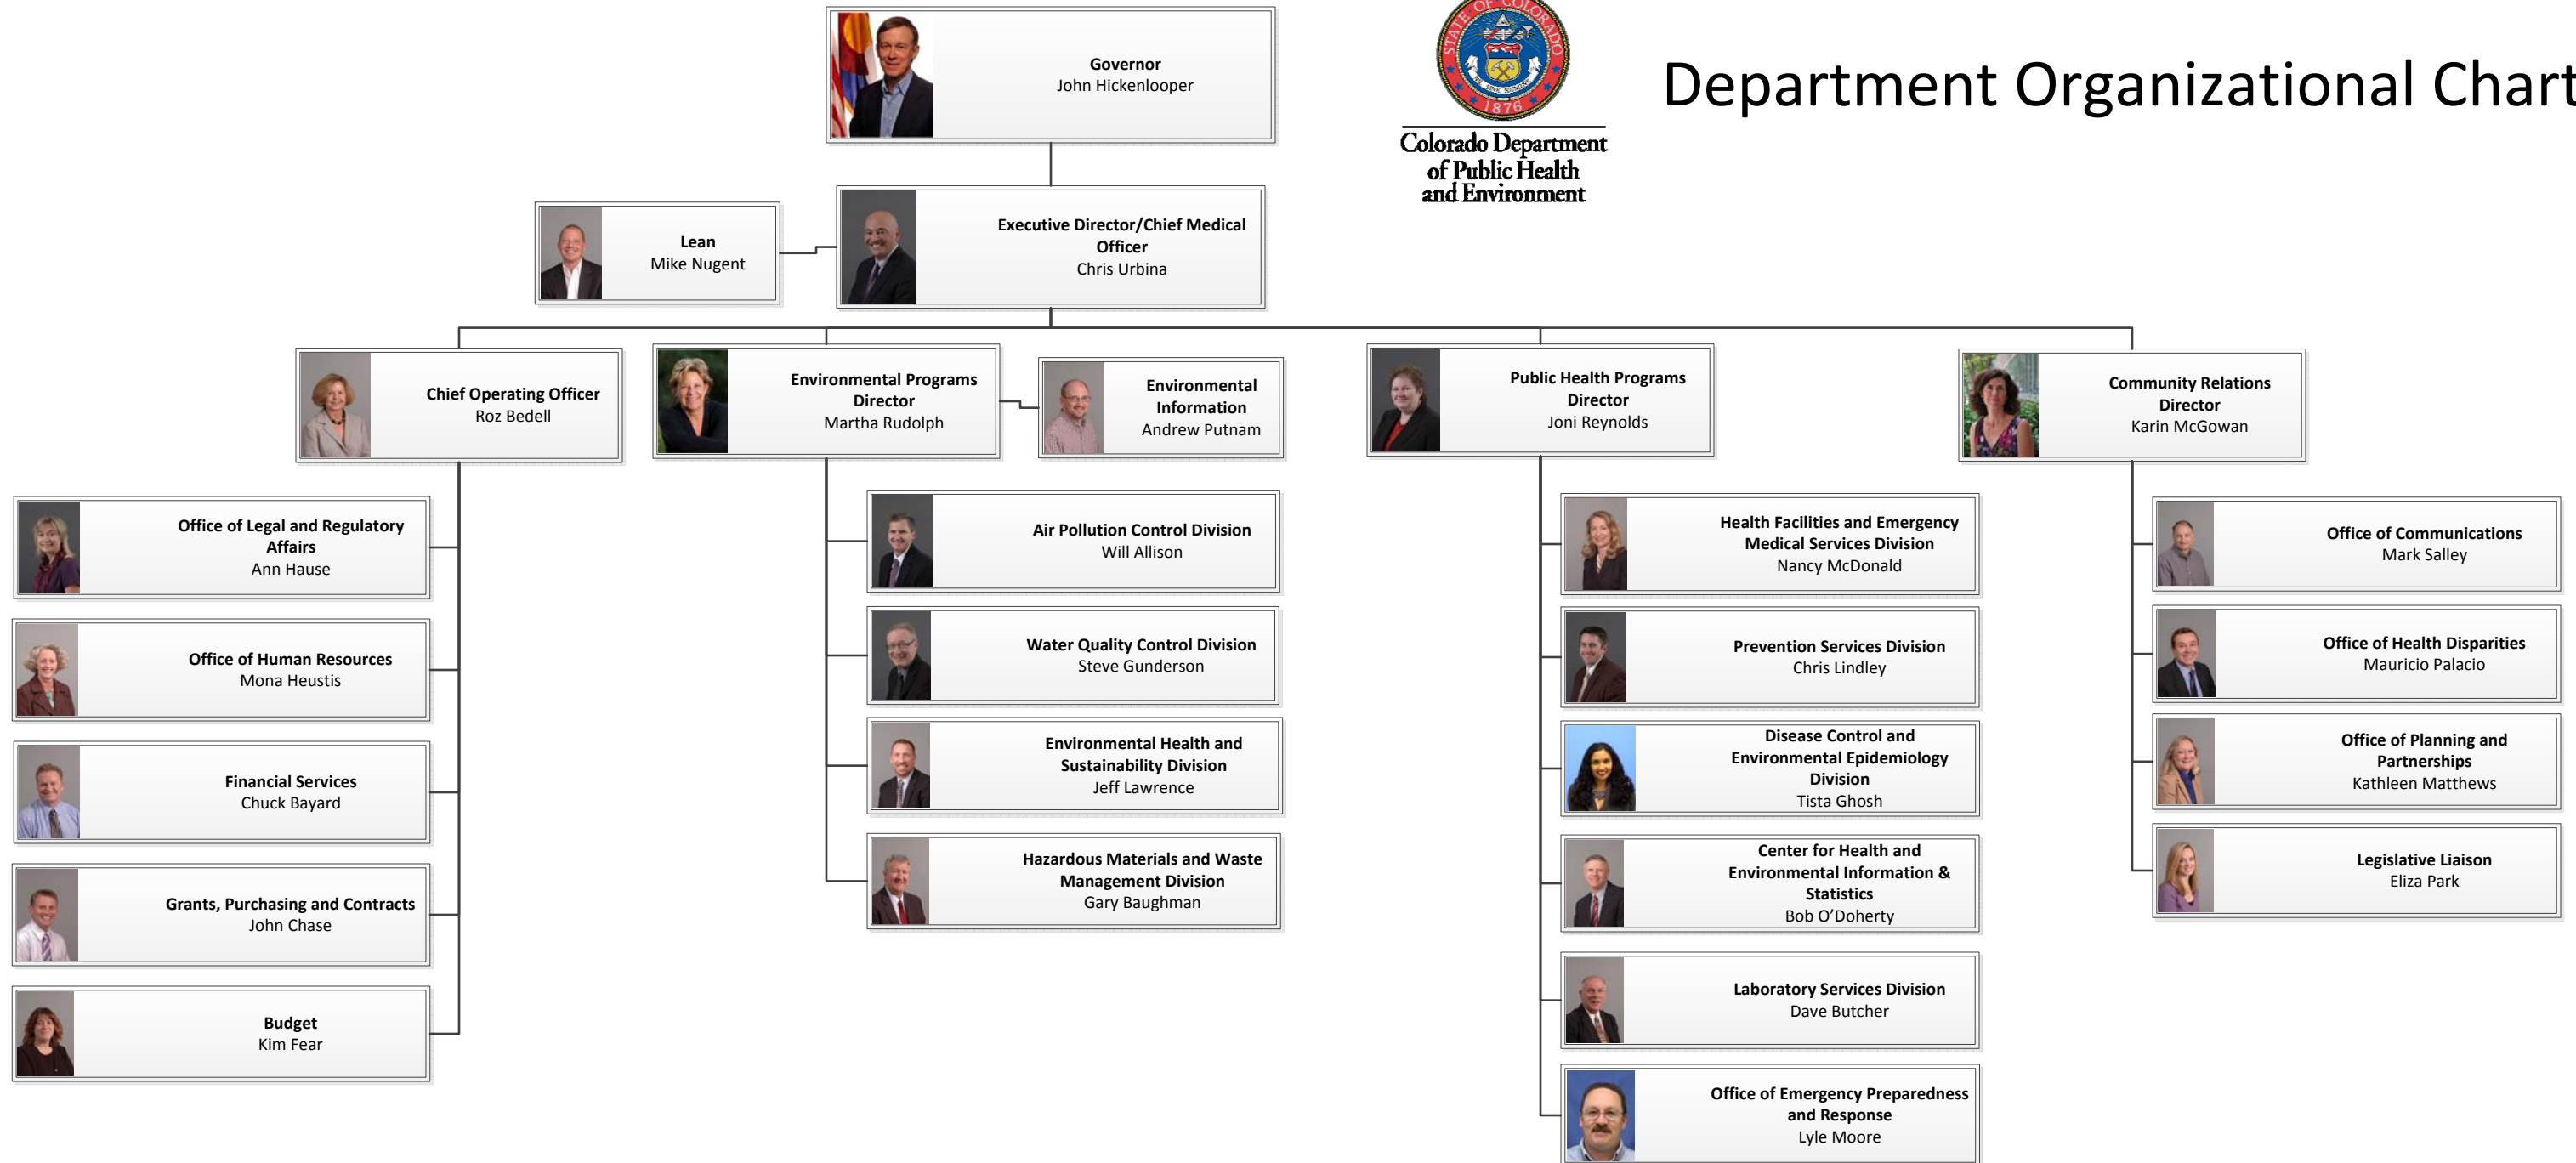 STATE OF COLORADO
1876
Colorado Department
of Public Health
and Environment
Department Organizational Chart
Governor
John Hickenlooper
Lean
Mike Nugent
Executive Director/Chief Medical
Officer
Chris Urbina
Chief Operating Officer
Roz Bedell
Environmental Programs
Director
Martha Rudolph
Environmental
Information
Andrew Putnam
Public Health Programs
Director
Joni Reynolds
Community Relations
Director
Karin McGowan
Office of Legal and Regulatory
Affairs
Ann Hause
Office of Human Resources
Mona Heustis
Financial Services
Chuck Bayard
Grants, Purchasing and Contracts
John Chase
Budget
Kim Fear
Air Pollution Control Division
Will Allison
Water Quality Control Division
Steve Gunderson
Environmental Health and
Sustainability Division
Jeff Lawrence
Hazardous Materials and Waste
Management Division
Gary Baughman
Health Facilities and Emergency
Medical Services Division
Nancy McDonald
Prevention Services Division
Chris Lindley
Disease Control and
Environmental Epidemiology
Division
Tista Ghosh
Center for Health and
Environmental Information &
Statistics
Bob O’Doherty
Laboratory Services Division
Dave Butcher
Office of Emergency Preparedness
and Response
Lyle Moore
Office of Communications
Mark Salley
Office of Health Disparities
Mauricio Palacio
Office of Planning and
Partnerships
Kathleen Matthews
Legislative Liaison
Eliza Park